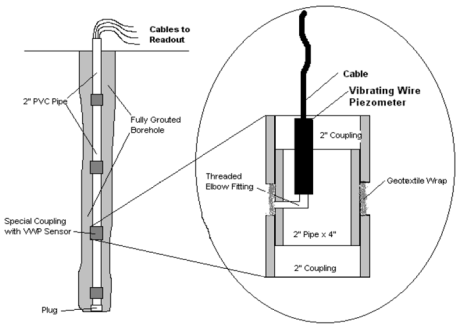 Cables to
Readout
2" PVC Pipe
Fully Grouted
Borehole
Special Coupling
with VWP Sensor
Plug
Cable
Vibrating Wire
Piezometer
2" Coupling
Threaded
Elbow Fitting
Geotextile Wrap
2" Pipe x 4"
2" Coupling